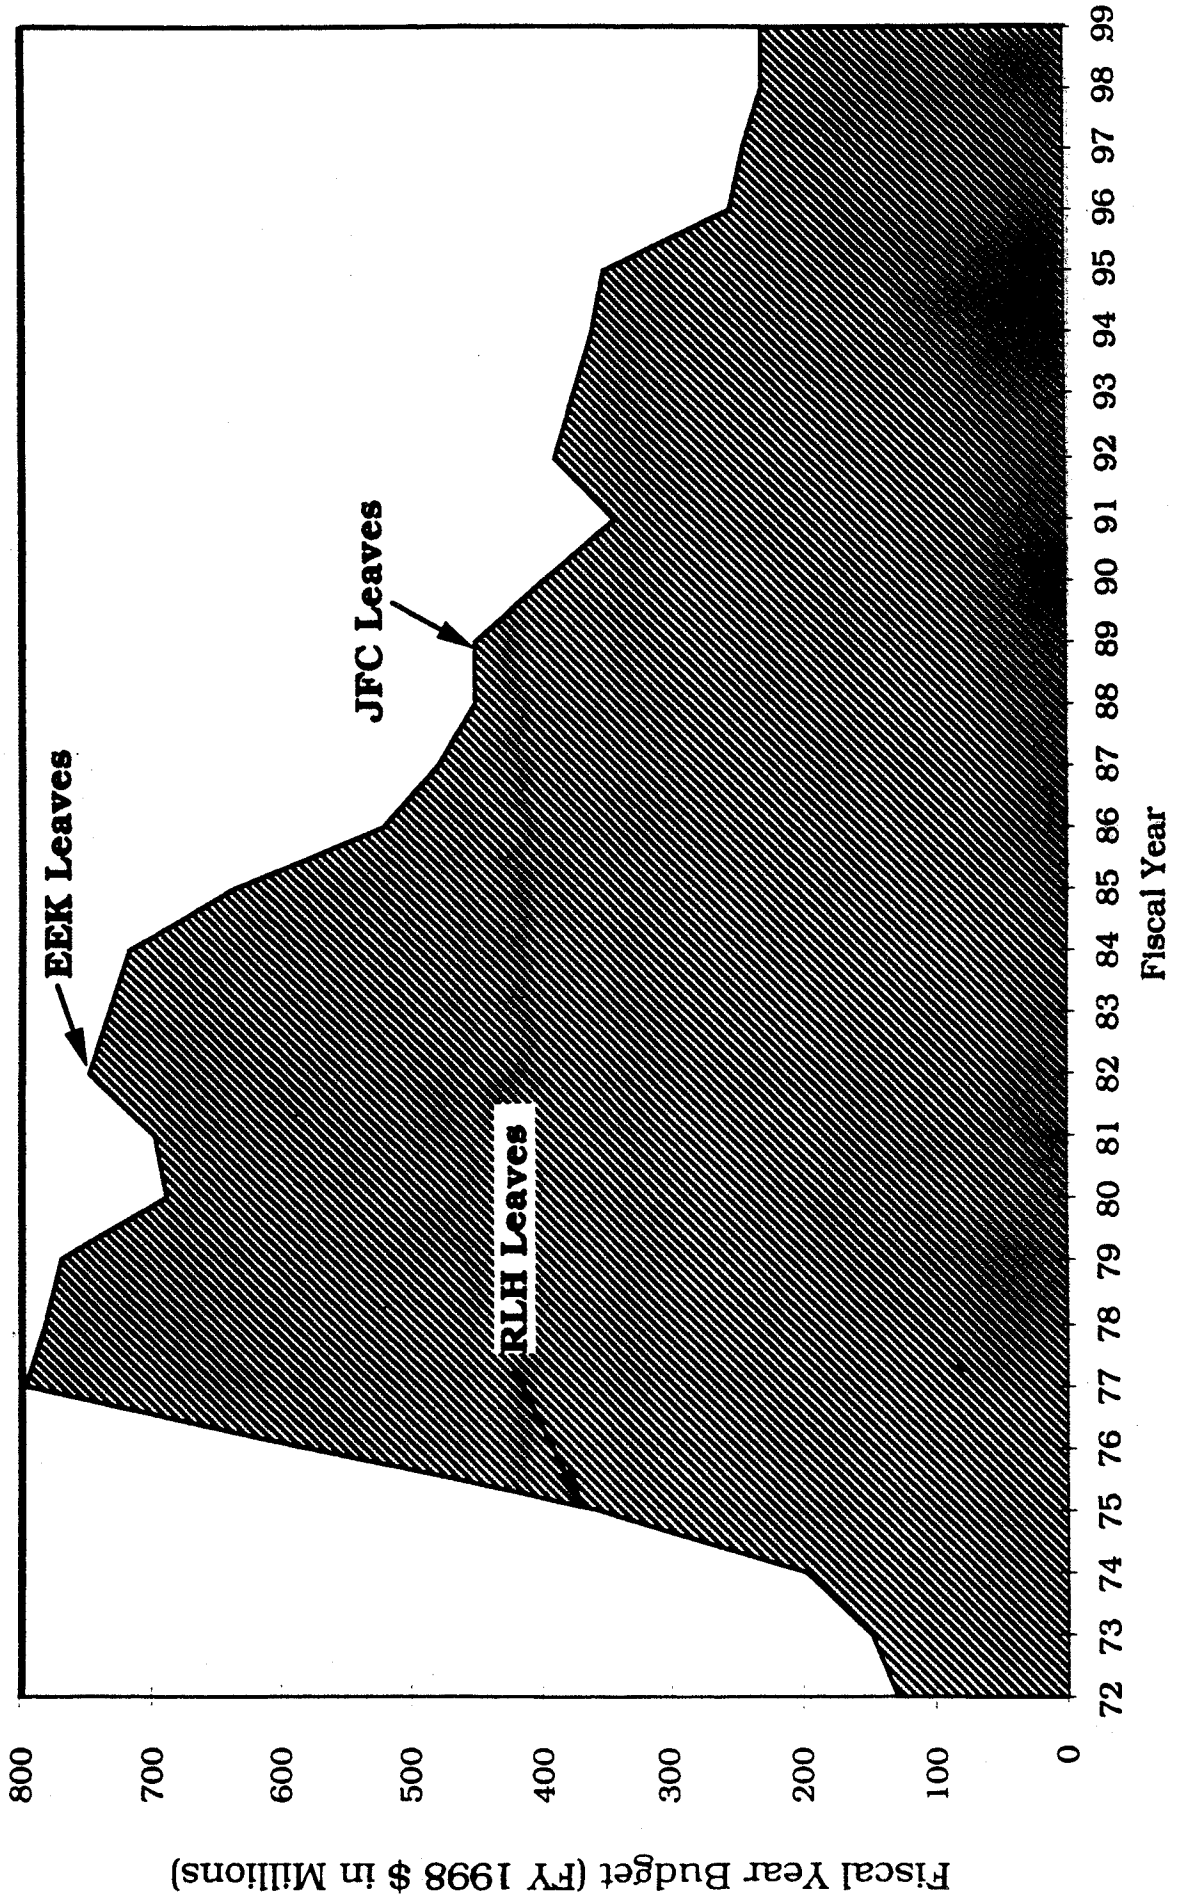 EEK Leaves
JFC Leaves
RLH Leaves
Fiscal Year Budget (FY 1998 $ in Millions)
800
700
600
500
400
300
200
100
0
72 73 74 75 76 77 78 79 80 81 82 83 84 85 86 87 88 89 90 91 92 93 94 95 96 97 98 99
Fiscal Year